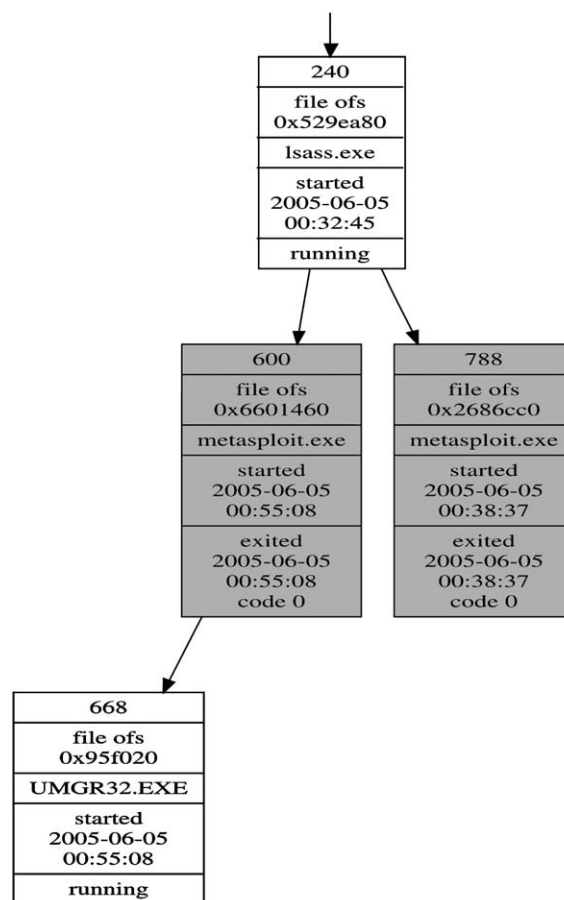 240
file ofs
0x529ea80
lsass.exe
started
2005-06-05
00:32:45
running
600
file ofs
0x6601460
metasploit.exe
started
2005-06-05
00:55:08
exited
2005-06-05
00:55:08
code 0
788
file ofs
0x2686cc0
metasploit.exe
started
2005-06-05
00:38:37
exited
2005-06-05
00:38:37
code 0
668
file ofs
0x95f020
UMGR32.EXE
started
2005-06-05
00:55:08
running